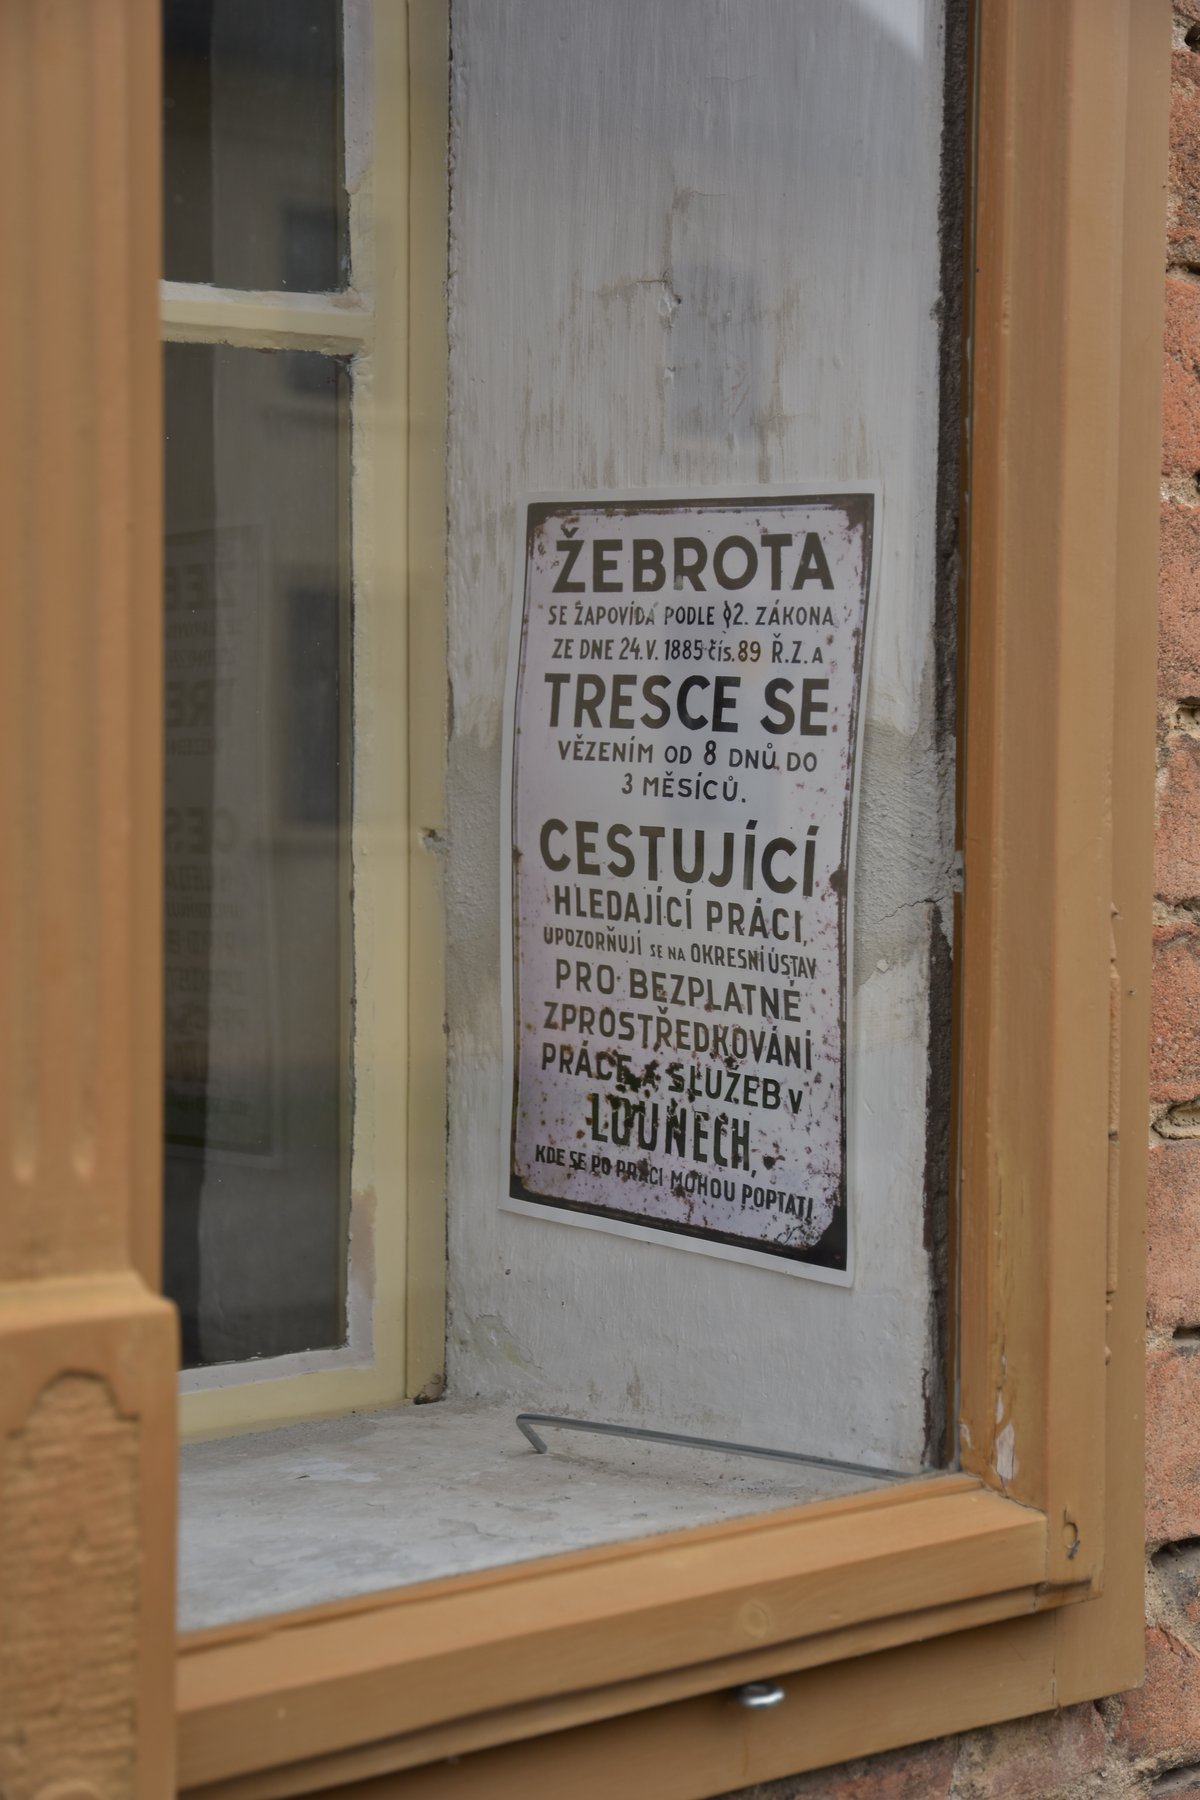 ŽEBROTA
SE ZAPOVÍDÁ PODLE §2. ZÁKONA
ZE DNE 24.V. 1885 čís. 89 Ř.Z. A
TRESCE SE
VĚZENÍM OD 8 DNŮ DO
3 MĚSÍCŮ.
CESTUJÍCÍ
HLEDAJÍCÍ PRÁCI,
UPOZORŇUJÍ SE NA OKRESNÍ ÚSTAV
PRO BEZPLATNÉ
ZPROSTŘEDKOVÁNÍ
PRÁCE A SLUŽEB V
LOUNECH,
KDE SE PO PRÁCI MOHOU POPTATI.